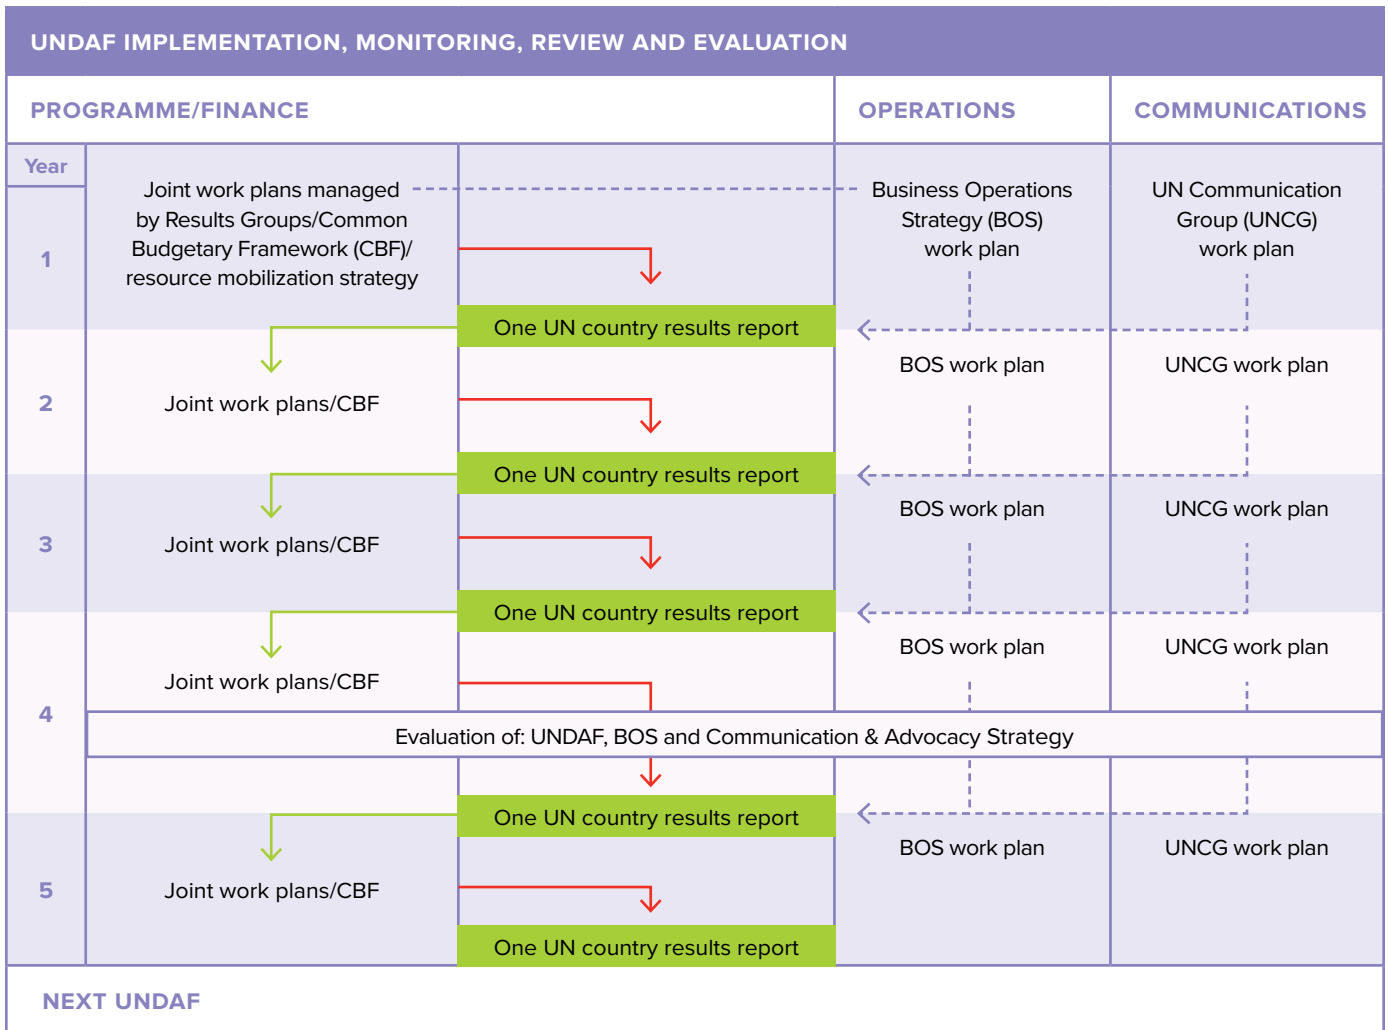 UNDAF IMPLEMENTATION, MONITORING, REVIEW AND EVALUATION
PROGRAMME/FINANCE
OPERATIONS
COMMUNICATIONS
Year
1
Joint work plans managed
by Results Groups/Common
Budgetary Framework (CBF)/
resource mobilization strategy
Business Operations
Strategy (BOS)
work plan
UN Communication
Group (UNCG)
work plan
One UN country results report
2
Joint work plans/CBF
BOS work plan
UNCG work plan
One UN country results report
3
Joint work plans/CBF
BOS work plan
UNCG work plan
One UN country results report
4
Joint work plans/CBF
BOS work plan
UNCG work plan
Evaluation of: UNDAF, BOS and Communication & Advocacy Strategy
One UN country results report
5
Joint work plans/CBF
BOS work plan
UNCG work plan
One UN country results report
NEXT UNDAF